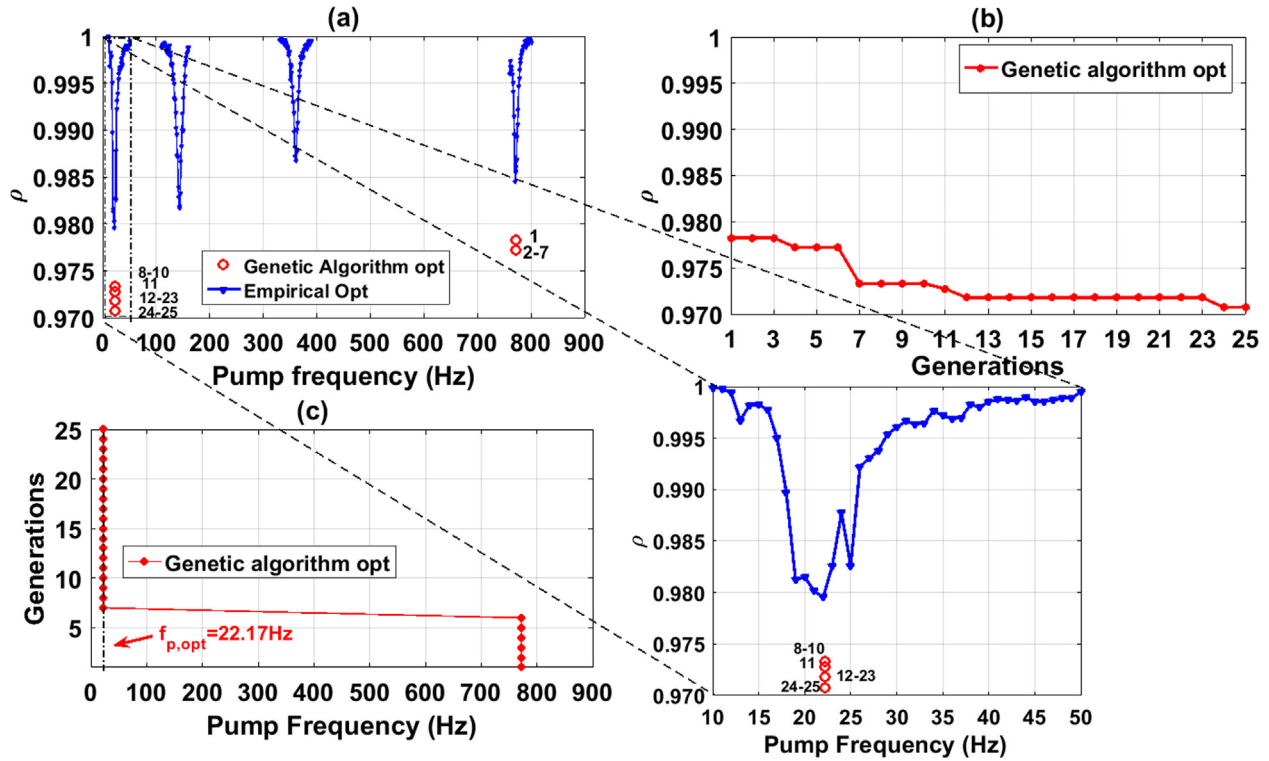 (a)
1
0.995
0.990
0.985
0.980
0.975
0.970
ρ
1
2-7
8-10
11
12-23
24-25
Genetic Algorithm opt
Empirical Opt
0 100 200 300 400 500 600 700 800 900
Pump frequency (Hz)
(b)
1
0.995
0.990
0.985
0.980
0.975
0.970
ρ
Genetic algorithm opt
1 3 5 7 9 11 13 15 17 19 21 23 25
Generations
(c)
25
20
15
10
5
Generations
Genetic algorithm opt
fp,opt=22.17Hz
0 100 200 300 400 500 600 700 800 900
Pump Frequency (Hz)
1
0.995
0.990
0.985
0.980
0.975
0.970
ρ
8-10
11
12-23
24-25
10 15 20 25 30 35 40 45 50
Pump Frequency (Hz)